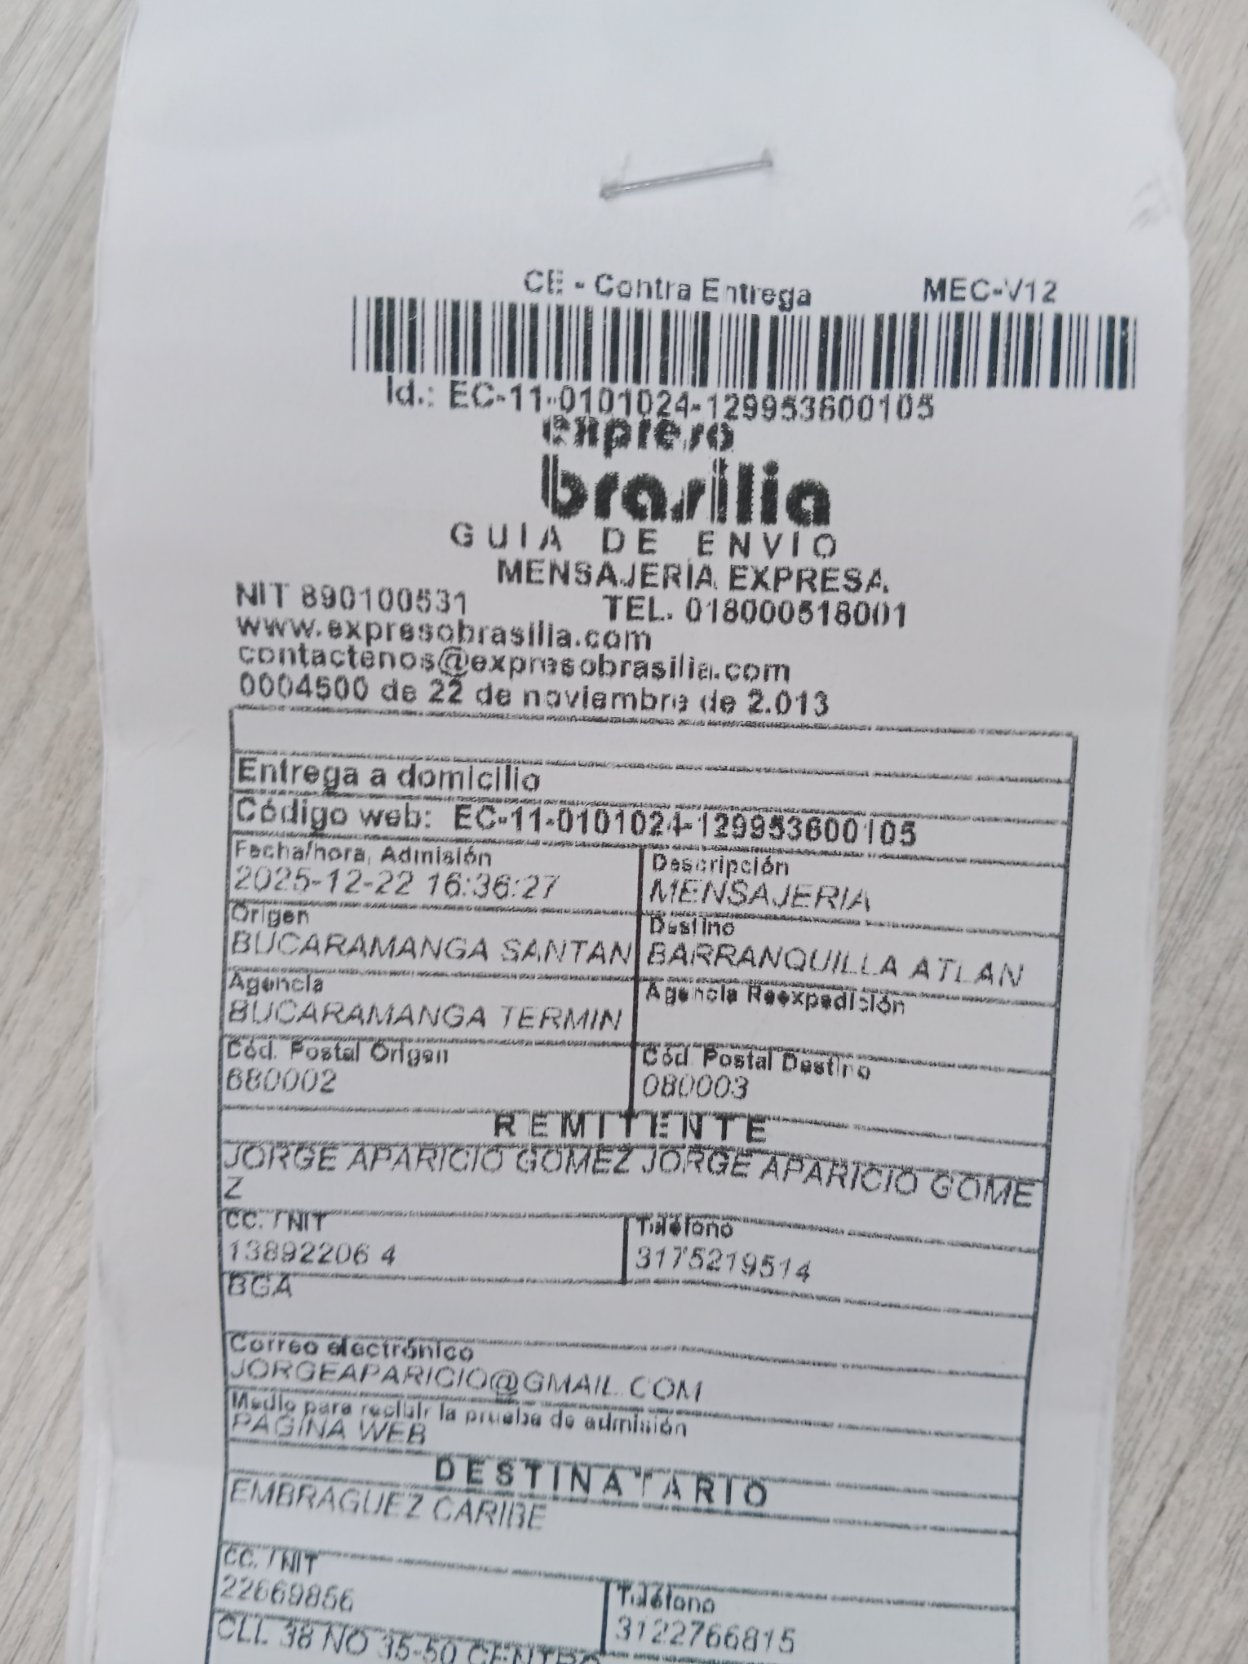 CE - Contra Entrega MEC-V12
Id.: EC-11-0101024-129953600105
expreso
brasilia
GUIA DE ENVIO
MENSAJERÍA EXPRESA
NIT 890100531 TEL. 018000518001
www.expresobrasilia.com
contactenos@expresobrasilia.com
0004500 de 22 de noviembre de 2.013
Entrega a domicilio
Código web: EC-11-0101024-129953600105
Fecha/hora, Admisión Descripción
2025-12-22 16:36:27 MENSAJERIA
Origen Destino
BUCARAMANGA SANTAN BARRANQUILLA ATLAN
Agencia Agencia Reexpedición
BUCARAMANGA TERMIN
Cód. Postal Origen Cód. Postal Destino
680002 080003
REMITENTE
JORGE APARICIO GOMEZ JORGE APARICIO GOME
Z
CC. / NIT Teléfono
13892206 4 3175219514
BGA
Correo electrónico
JORGEAPARICIO@GMAIL.COM
Medio para recibir la prueba de admisión
PAGINA WEB
DESTINATARIO
EMBRAGUEZ CARIBE
CC. / NIT Teléfono
22669856 3122766815
CLL 38 NO 35-50 CENTRO